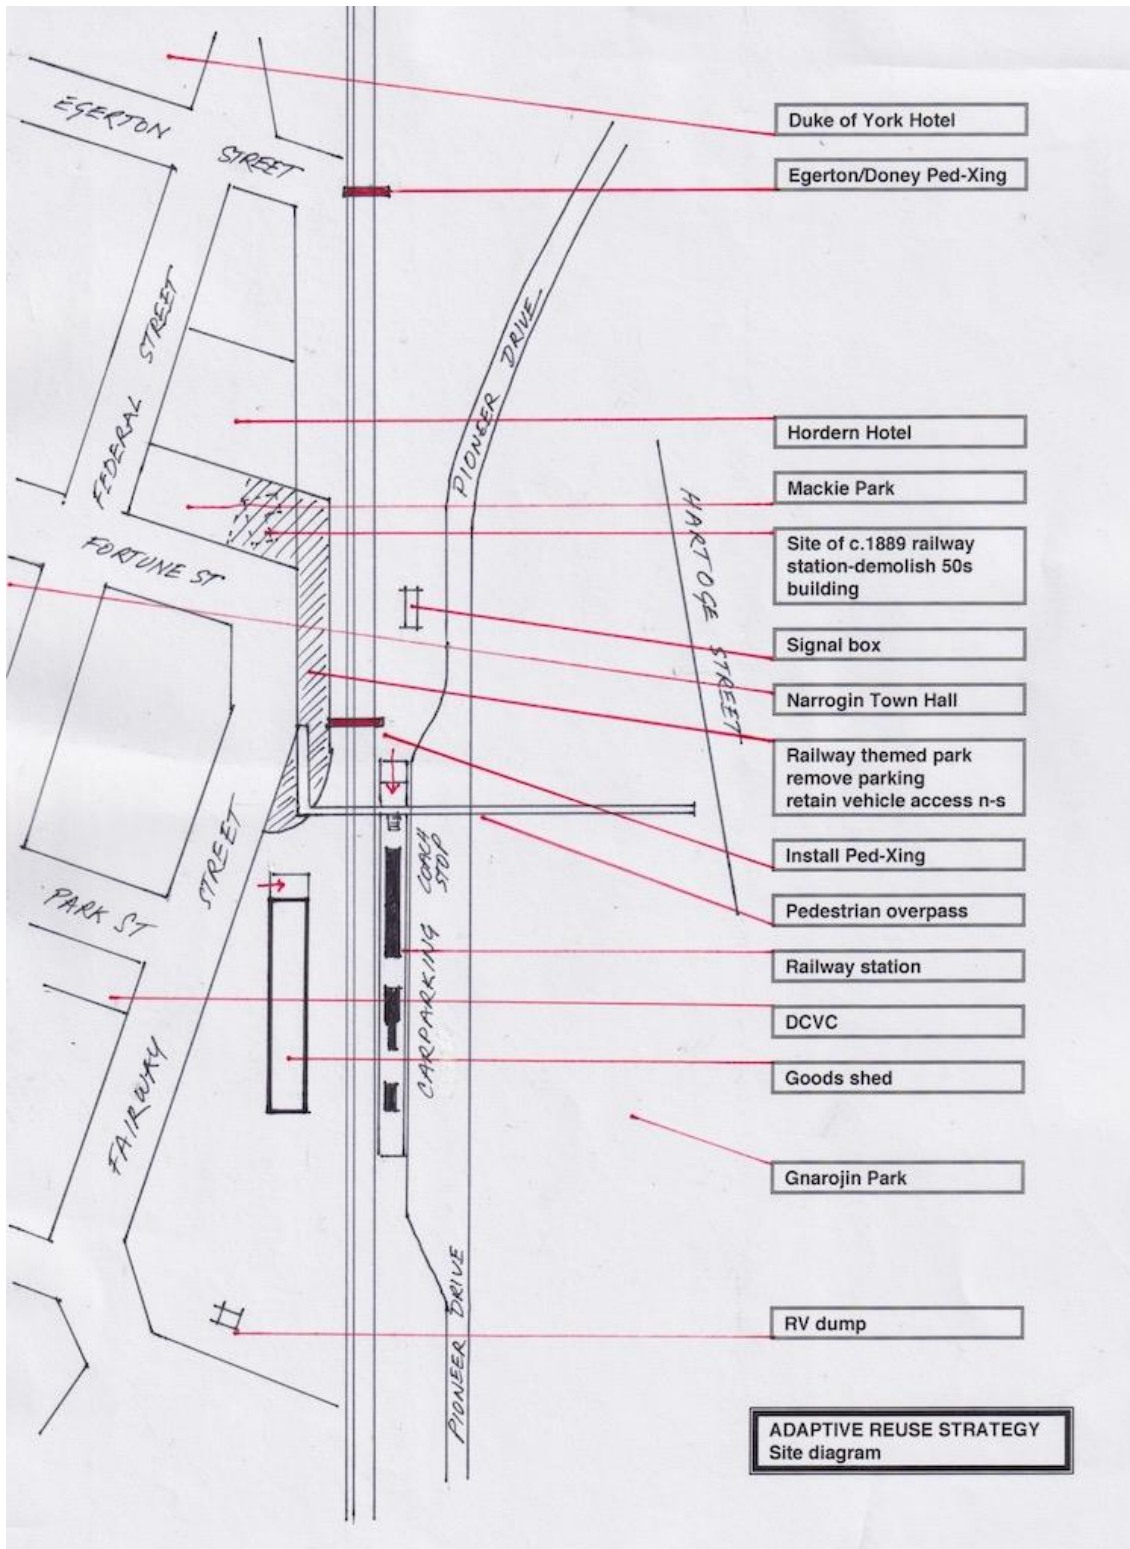 EGERTON
STREET
Duke of York Hotel
Egerton/Doney Ped-Xing
FEDERAL STREET
PIONEER DRIVE
Hordern Hotel
Mackie Park
Site of c.1889 railway
station-demolish 50s
building
FORTUNE ST
HARTOGE STREET
Signal box
Narrogin Town Hall
Railway themed park
remove parking
retain vehicle access n-s
Install Ped-Xing
Pedestrian overpass
Railway station
DCVC
Goods shed
Gnarojin Park
PARK ST
FAIRWAY STREET
COACH
STOP
CARPARKING
PIONEER DRIVE
RV dump
ADAPTIVE REUSE STRATEGY
Site diagram